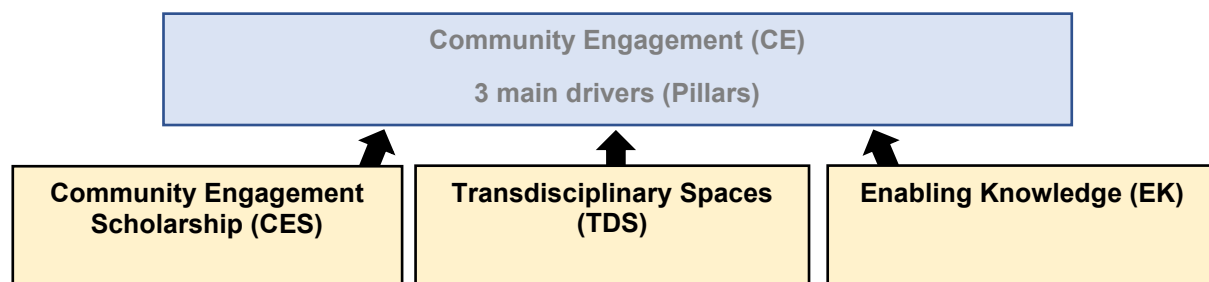 Community Engagement (CE)
3 main drivers (Pillars)
Community Engagement
Scholarship (CES)
Transdisciplinary Spaces
(TDS)
Enabling Knowledge (EK)